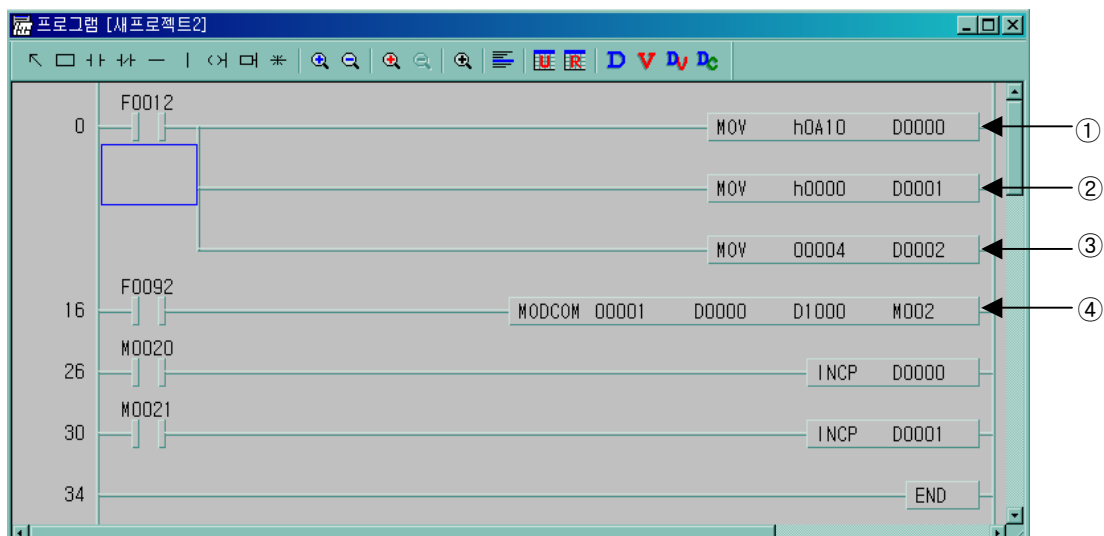 프로그램 [새프로젝트2]
U R D V DV DC
F0012
0 MOV h0A10 D0000 ①
MOV h0000 D0001 ②
MOV 00004 D0002 ③
F0092
16 MODCOM 00001 D0000 D1000 M002 ④
M0020
26 INCP D0000
M0021
30 INCP D0001
34 END